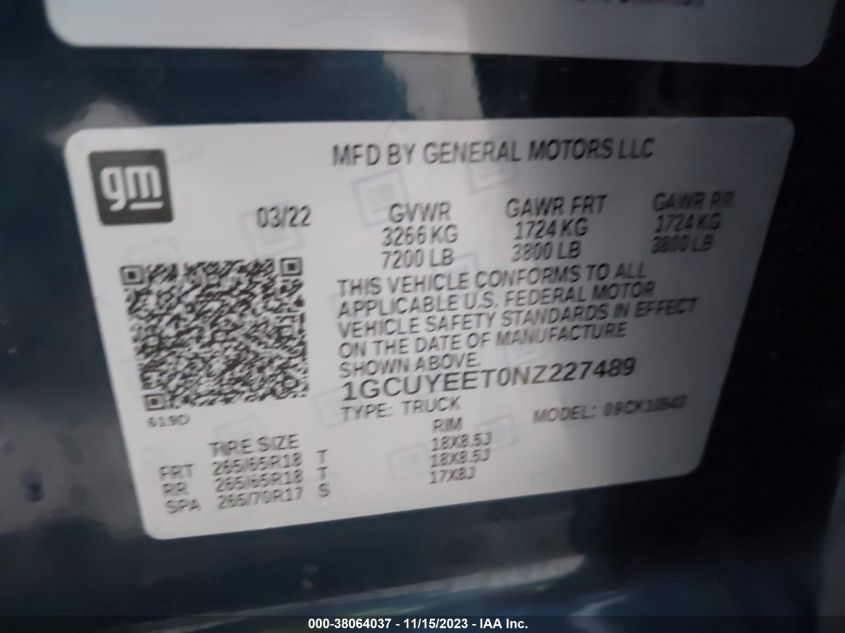 MFD BY GENERAL MOTORS LLC
gm
03/22
GVWR GAWR FRT GAWR RR
3266 KG 1724 KG 1724 KG
7200 LB 3800 LB 3800 LB
THIS VEHICLE CONFORMS TO ALL
APPLICABLE U.S. FEDERAL MOTOR
VEHICLE SAFETY STANDARDS IN EFFECT
ON THE DATE OF MANUFACTURE
SHOWN ABOVE.
1GCUYEET0NZ227489
TYPE: TRUCK MODEL:
619D
TIRE SIZE RIM
FRT 265/65R18 T 18X8.5J
RR 265/65R18 T 18X8.5J
SPA 265/70R17 S 17X8J
000-38064037 - 11/15/2023 - IAA Inc.